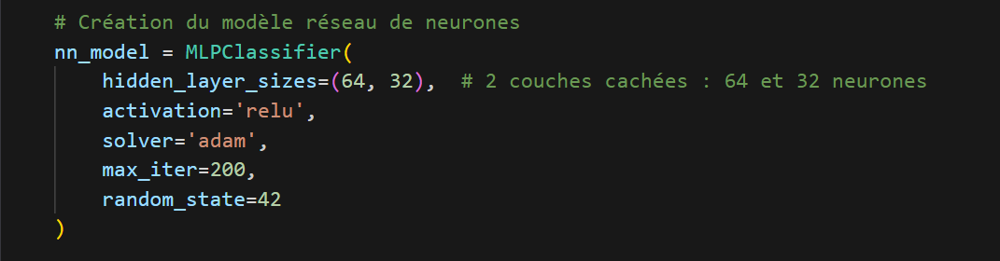 # Création du modèle réseau de neurones
nn_model = MLPClassifier(
    hidden_layer_sizes=(64, 32),  # 2 couches cachées : 64 et 32 neurones
    activation='relu',
    solver='adam',
    max_iter=200,
    random_state=42
)